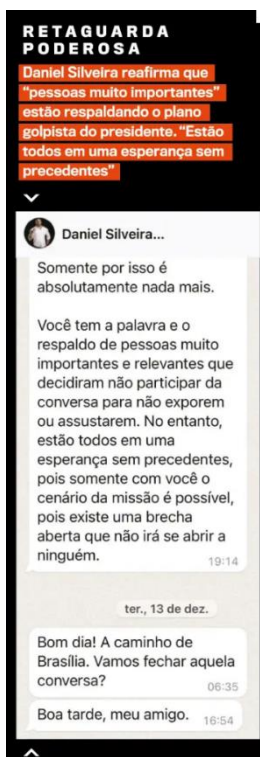 RETAGUARDA
PODEROSA
Daniel Silveira reafirma que
“pessoas muito importantes”
estão respaldando o plano
golpista do presidente. “Estão
todos em uma esperança sem
precedentes”
Daniel Silveira...
Somente por isso é
absolutamente nada mais.
Você tem a palavra e o
respaldo de pessoas muito
importantes e relevantes que
decidiram não participar da
conversa para não exporem
ou assustarem. No entanto,
estão todos em uma
esperança sem precedentes,
pois somente com você o
cenário da missão é possível,
pois existe uma brecha
aberta que não irá se abrir a
ninguém.
19:14
ter., 13 de dez.
Bom dia! A caminho de
Brasília. Vamos fechar aquela
conversa?
06:35
Boa tarde, meu amigo. 16:54